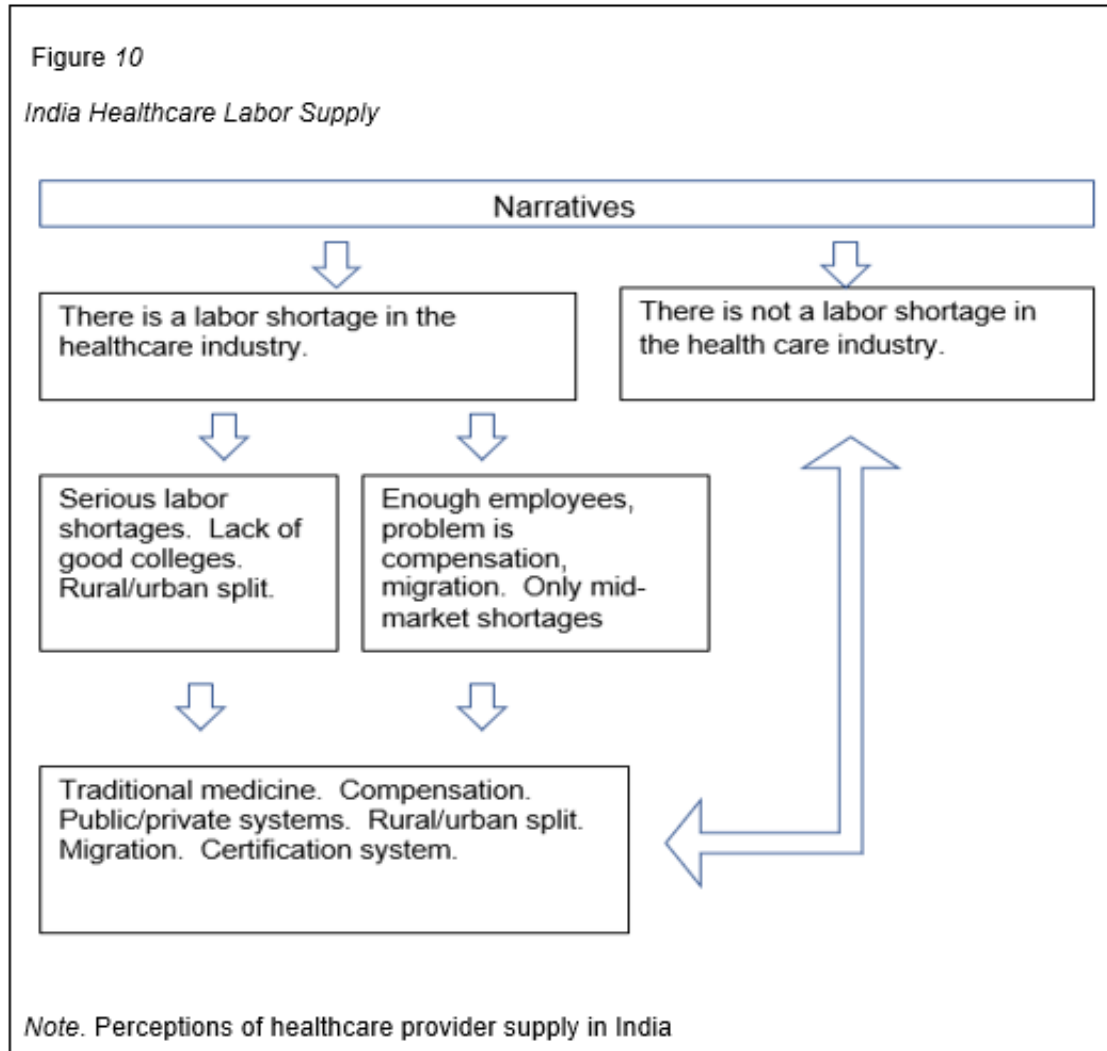 Figure 10
India Healthcare Labor Supply
Narratives
There is a labor shortage in the
healthcare industry.
There is not a labor shortage in
the health care industry.
Serious labor
shortages.  Lack of
good colleges.
Rural/urban split.
Enough employees,
problem is
compensation,
migration.  Only mid-
market shortages
Traditional medicine.  Compensation.
Public/private systems.  Rural/urban split.
Migration.  Certification system.
Note. Perceptions of healthcare provider supply in India